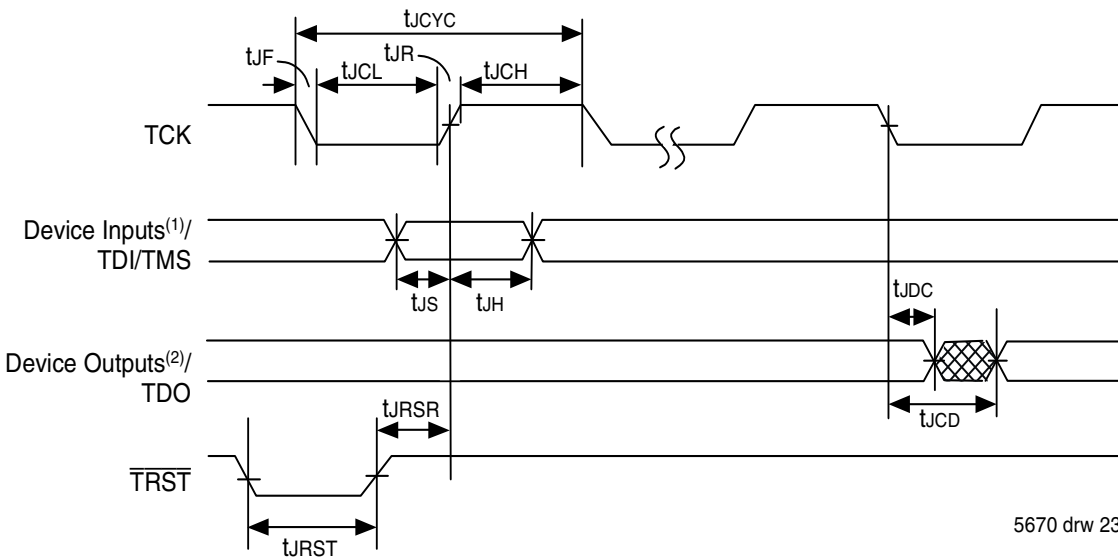 tJCYC
tJF
tJCL
tJR
tJCH
TCK
Device Inputs(1)/
TDI/TMS
tJS
tJH
tJDC
Device Outputs(2)/
TDO
tJRSR
tJCD
TRST
tJRST
5670 drw 23